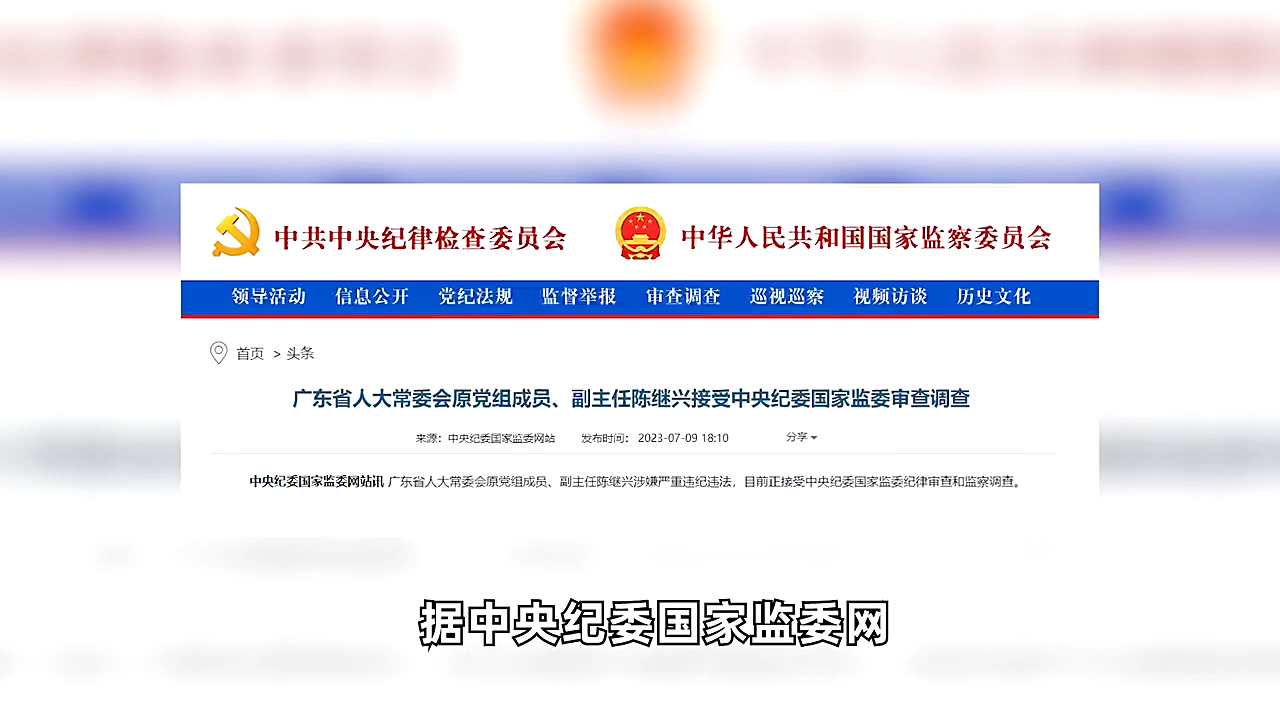 中共中央纪律检查委员会 中华人民共和国国家监察委员会
领导活动 信息公开 党纪法规 监督举报 审查调查 巡视巡察 视频访谈 历史文化
首页 > 头条
广东省人大常委会原党组成员、副主任陈继兴接受中央纪委国家监委审查调查
来源：中央纪委国家监委网站 发布时间： 2023-07-09 18:10 分享
中央纪委国家监委网站讯 广东省人大常委会原党组成员、副主任陈继兴涉嫌严重违纪违法，目前正接受中央纪委国家监委纪律审查和监察调查。
据中央纪委国家监委网